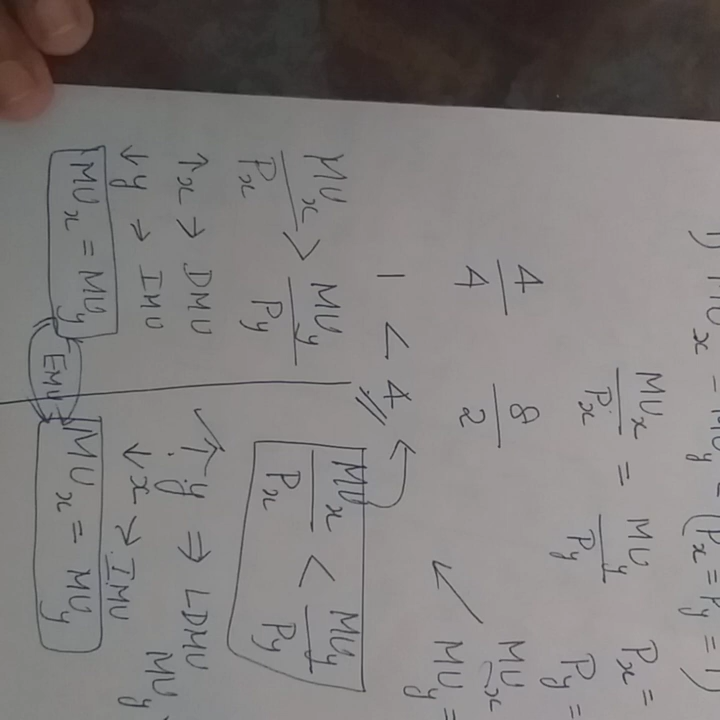 1) MUx = MUy = (Px = Py = 1)
MUx/Px = MUy/Py
Px =
Py =
4/4 8/2
MUx
MUy =
1 < 4
MUx/Px > MUy/Py
MUx/Px < MUy/Py
↑x → DMU
↓y ⇒ IMU
MUx = MUy
↑y ⇒ LDMU
MUy
↓x > IMU
MUx = MUy
EMU